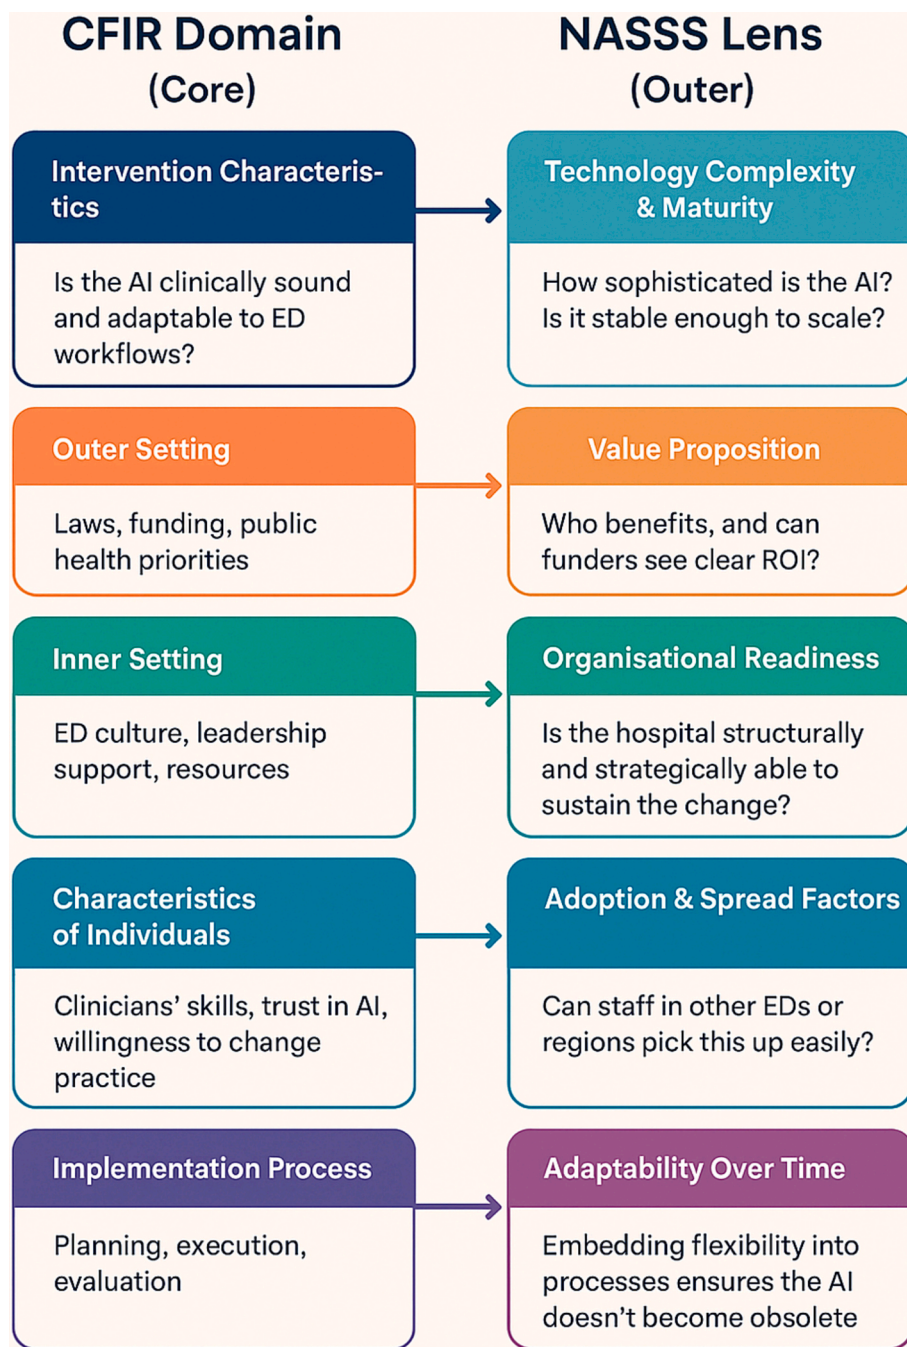 CFIR Domain
(Core)
NASSS Lens
(Outer)
Intervention Characteris-
tics
Is the AI clinically sound
and adaptable to ED
workflows?
Technology Complexity
& Maturity
How sophisticated is the AI?
Is it stable enough to scale?
Outer Setting
Laws, funding, public
health priorities
Value Proposition
Who benefits, and can
funders see clear ROI?
Inner Setting
ED culture, leadership
support, resources
Organisational Readiness
Is the hospital structurally
and strategically able to
sustain the change?
Characteristics
of Individuals
Clinicians’ skills, trust in AI,
willingness to change
practice
Adoption & Spread Factors
Can staff in other EDs or
regions pick this up easily?
Implementation Process
Planning, execution,
evaluation
Adaptability Over Time
Embedding flexibility into
processes ensures the AI
doesn’t become obsolete